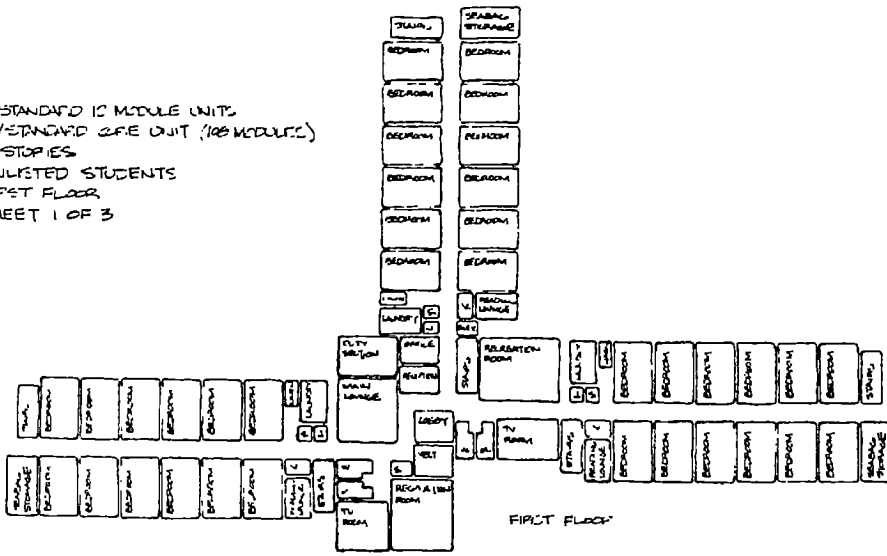 STANDARD 12 MODULE UNITS
STANDARD CORE UNIT (108 MODULES)
STORIES
ENLISTED STUDENTS
FIRST FLOOR
SHEET 1 OF 3
STAIRS
SEABAG STORAGE
BEDROOM BEDROOM
BEDROOM BEDROOM
BEDROOM BEDROOM
BEDROOM BEDROOM
BEDROOM BEDROOM
BEDROOM BEDROOM
LAUNDRY
READING LOUNGE
DUTY SECTION
OFFICE
STAIRS
RECREATION ROOM
MAIN LOUNGE
LAUNDRY
BEDROOM BEDROOM BEDROOM BEDROOM BEDROOM BEDROOM
STAIRS
STAIRS
BEDROOM BEDROOM BEDROOM BEDROOM BEDROOM BEDROOM
LAUNDRY
LOBBY
VEST
TV ROOM
STAIRS
READING LOUNGE
BEDROOM BEDROOM BEDROOM BEDROOM BEDROOM BEDROOM
SEABAG STORAGE
SEABAG STORAGE
BEDROOM BEDROOM BEDROOM BEDROOM BEDROOM BEDROOM
READING LOUNGE
STAIRS
TV ROOM
RECREATION ROOM
FIRST FLOOR